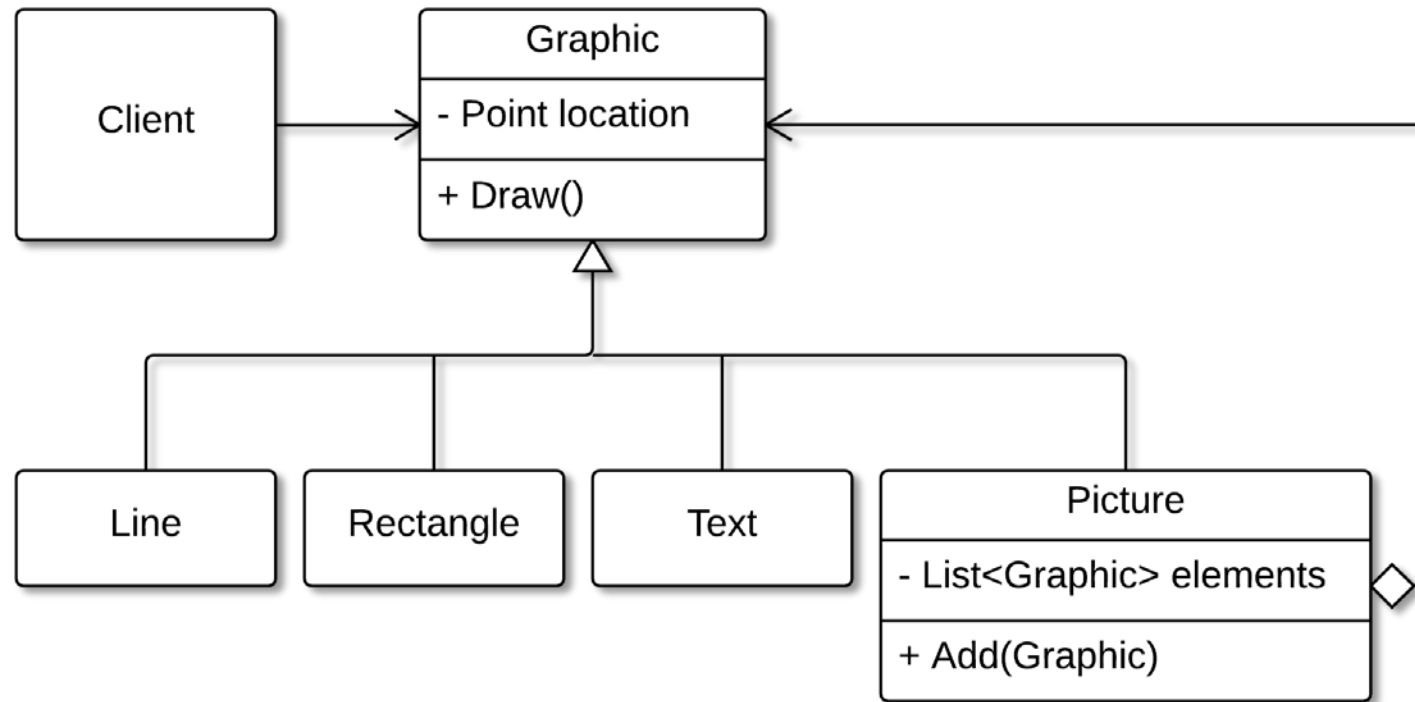 Client
Graphic
- Point location
+ Draw()
Line
Rectangle
Text
Picture
- List<Graphic> elements
+ Add(Graphic)